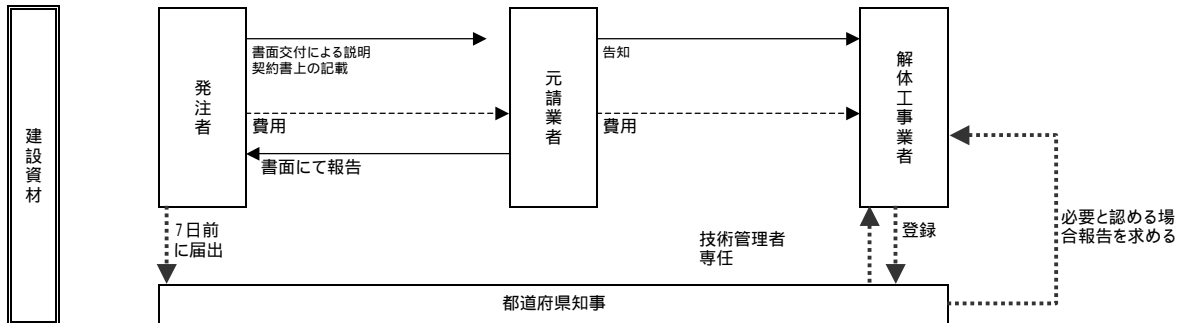 建設資材
発注者
書面交付による説明
契約書上の記載
費用
書面にて報告
元請業者
告知
費用
解体工事業者
7日前
に届出
技術管理者
専任
登録
必要と認める場
合報告を求める
都道府県知事